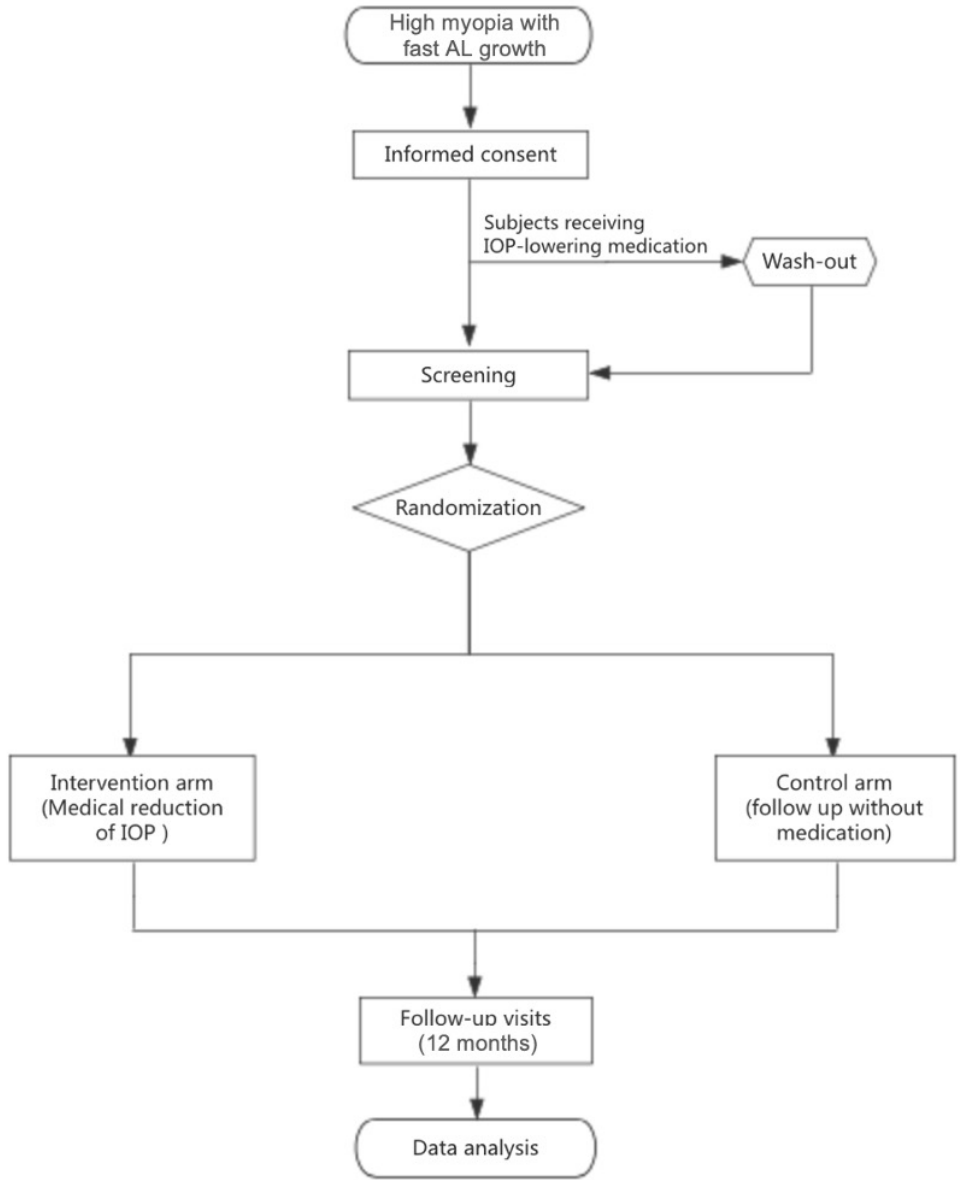 High myopia with
fast AL growth
Informed consent
Subjects receiving
IOP-lowering medication
Wash-out
Screening
Randomization
Intervention arm
(Medical reduction
of IOP )
Control arm
(follow up without
medication)
Follow-up visits
(12 months)
Data analysis